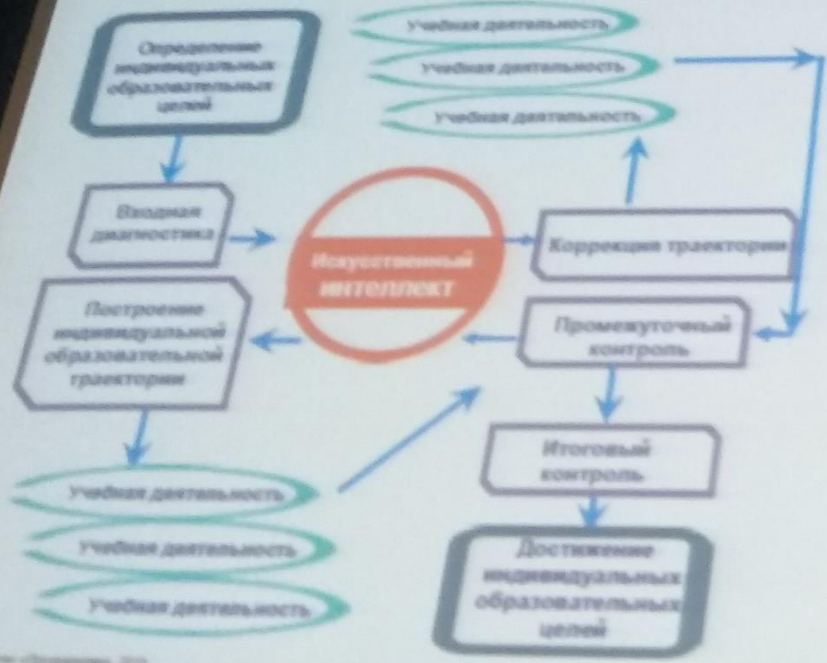 Определение
индивидуальных
образовательных
целей
Учебная деятельность
Учебная деятельность
Учебная деятельность
Входная
диагностика
Искусственный
интеллект
Коррекция траектории
Построение
индивидуальной
образовательной
траектории
Промежуточный
контроль
Итоговый
контроль
Учебная деятельность
Учебная деятельность
Учебная деятельность
Достижение
индивидуальных
образовательных
целей